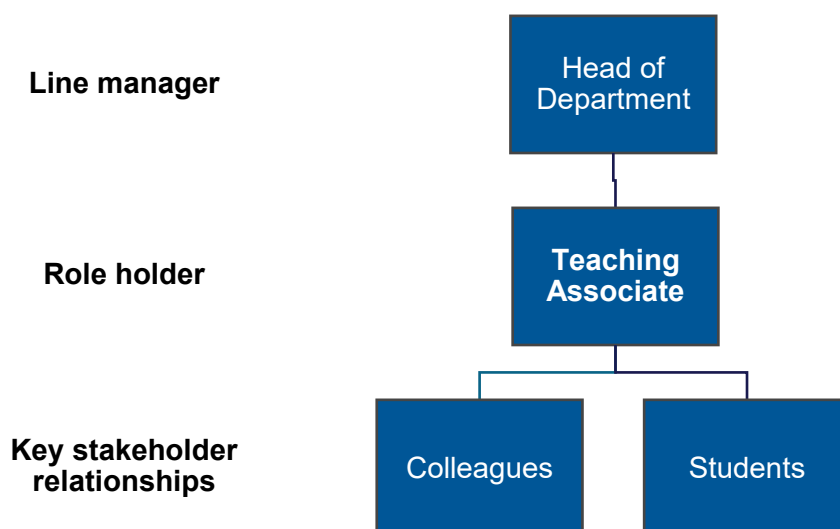 Line manager
Head of
Department
Role holder
Teaching
Associate
Key stakeholder
relationships
Colleagues
Students